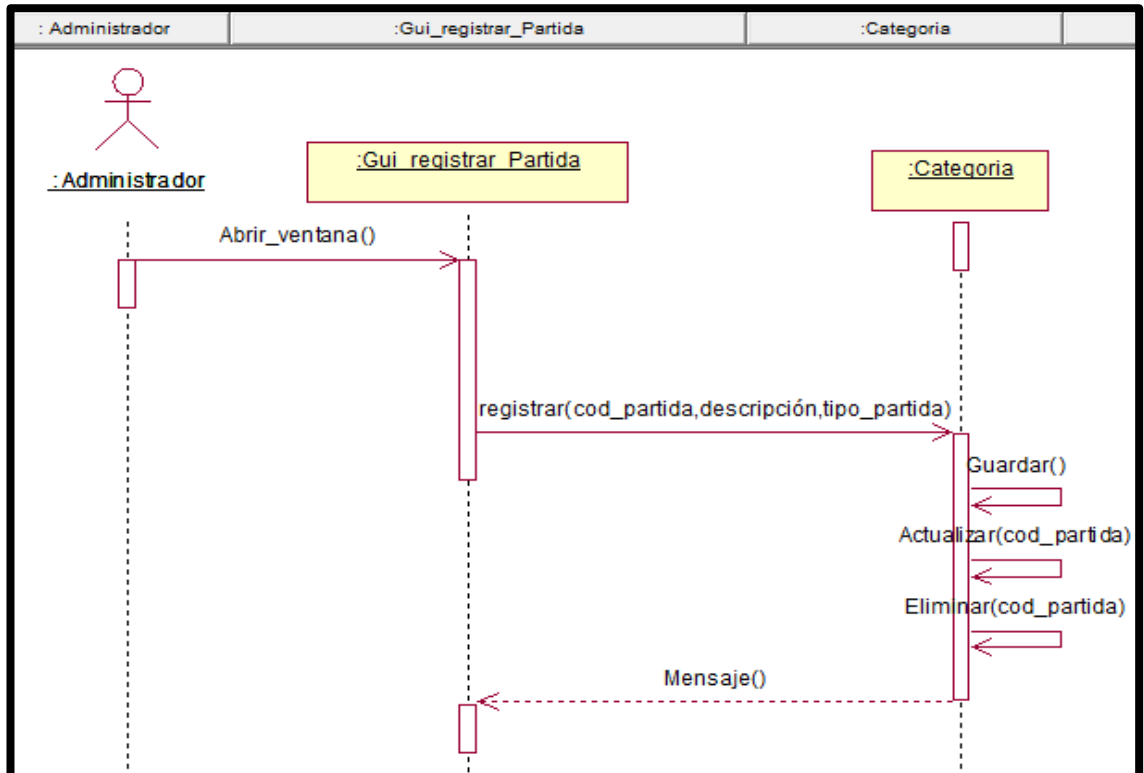 : Administrador
:Gui_registrar_Partida
:Categoria
:Administrador
:Gui_registrar_Partida
:Categoria
Abrir_ventana()
registrar(cod_partida,descripción,tipo_partida)
Guardar()
Actualizar(cod_partida)
Eliminar(cod_partida)
Mensaje()